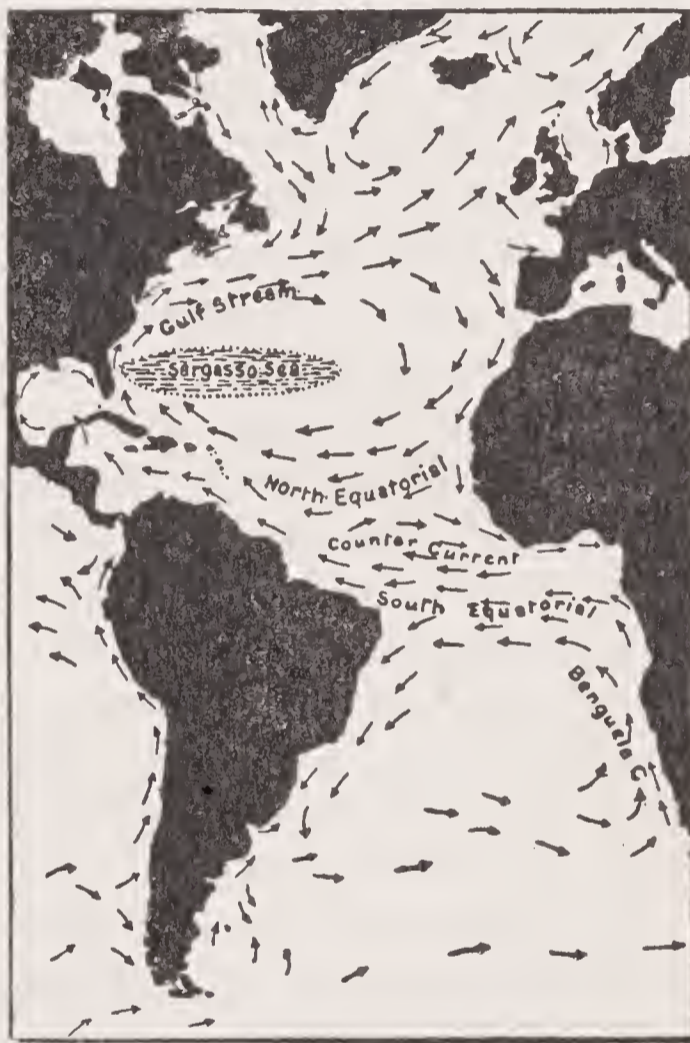 Gulf Stream
Sargasso Sea
North Equatorial
Counter Current
South Equatorial
Benguela C